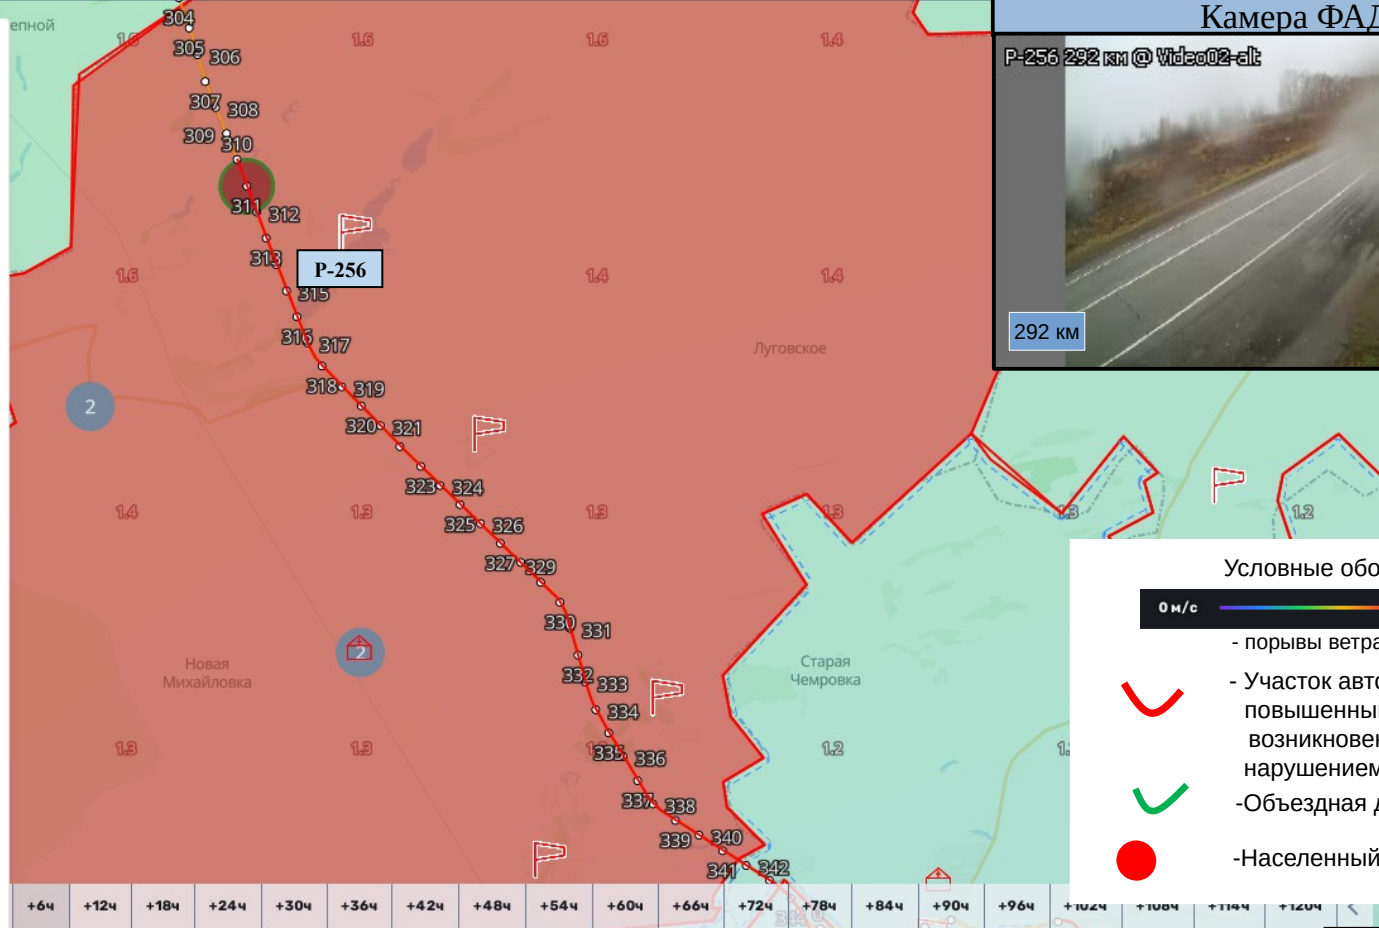 Камера ФАД
Р-256 292 км @ Video02-alt
292 км
епной
304
1.6
1.6
1.6
1.4
305
306
307
308
309
310
311
312
313
Р-256
315
1.6
1.4
1.4
316
317
Луговское
318
319
2
320
321
323
324
1.4
1.3
1.3
1.3
1.3
1.2
325
326
327
329
330
331
2
Новая
Михайловка
332
333
Старая
Чемровка
334
335
336
1.3
1.3
1.2
337
338
339
340
341
342
Условные обо
0 м/с
- порывы ветра
- Участок авто
повышенны
возникновен
нарушением
-Объездная д
-Населенный
+6ч +12ч +18ч +24ч +30ч +36ч +42ч +48ч +54ч +60ч +66ч +72ч +78ч +84ч +90ч +96ч +102ч +108ч +114ч +120ч